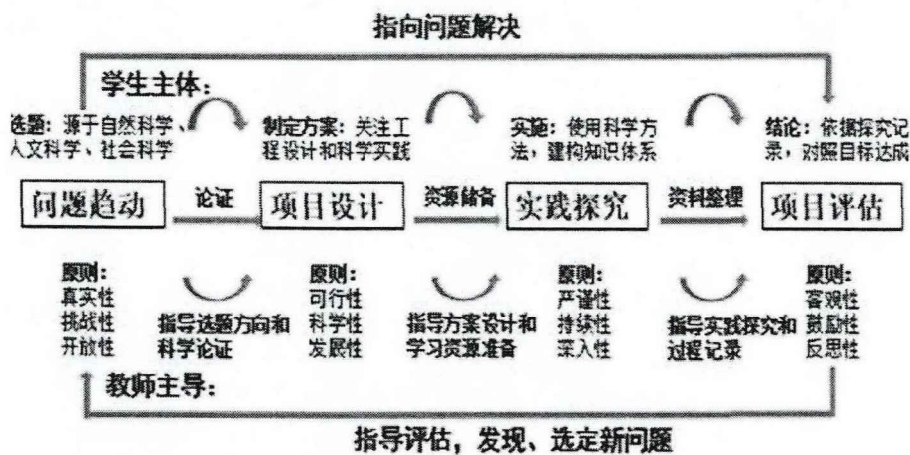 指向问题解决
学生主体：
选题：源于自然科学、
人文科学、社会科学
制定方案：关注工
程设计和科学实践
实施：使用科学方
法，建构知识体系
结论：依据探究记
录，对照目标达成
问题趋动
论证
项目设计
资源储备
实践探究
资料整理
项目评估
原则：
真实性
挑战性
开放性
指导选题方向和
科学论证
原则：
可行性
科学性
发展性
指导方案设计和
学习资源准备
原则：
严谨性
持续性
深入性
指导实践探究和
过程记录
原则：
客观性
鼓励性
反思性
教师主导：
指导评估，发现、选定新问题